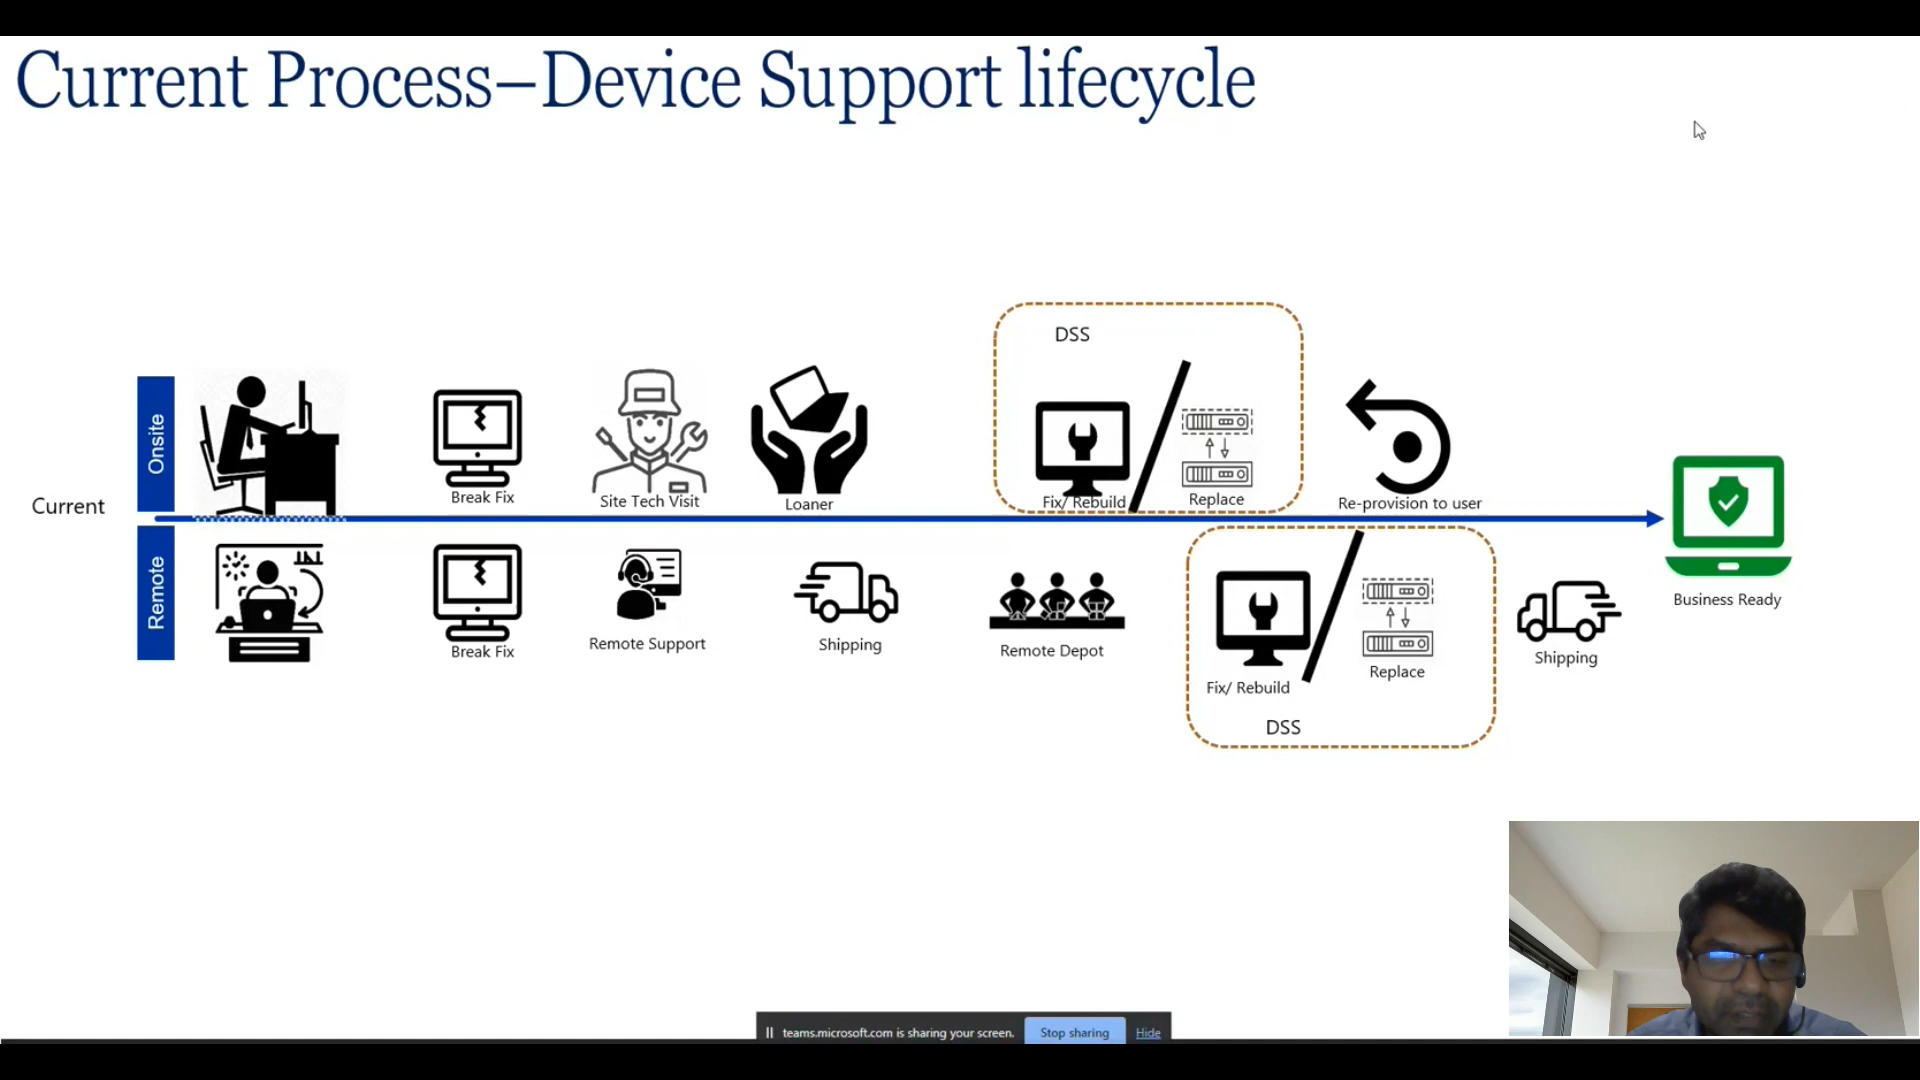 Current Process–Device Support lifecycle
DSS
Onsite
Break Fix
Site Tech Visit
Loaner
Fix/ Rebuild
Replace
Re-provision to user
Current
Business Ready
Remote
Break Fix
Remote Support
Shipping
Remote Depot
Fix/ Rebuild
Replace
Shipping
DSS
teams.microsoft.com is sharing your screen.
Stop sharing
Hide